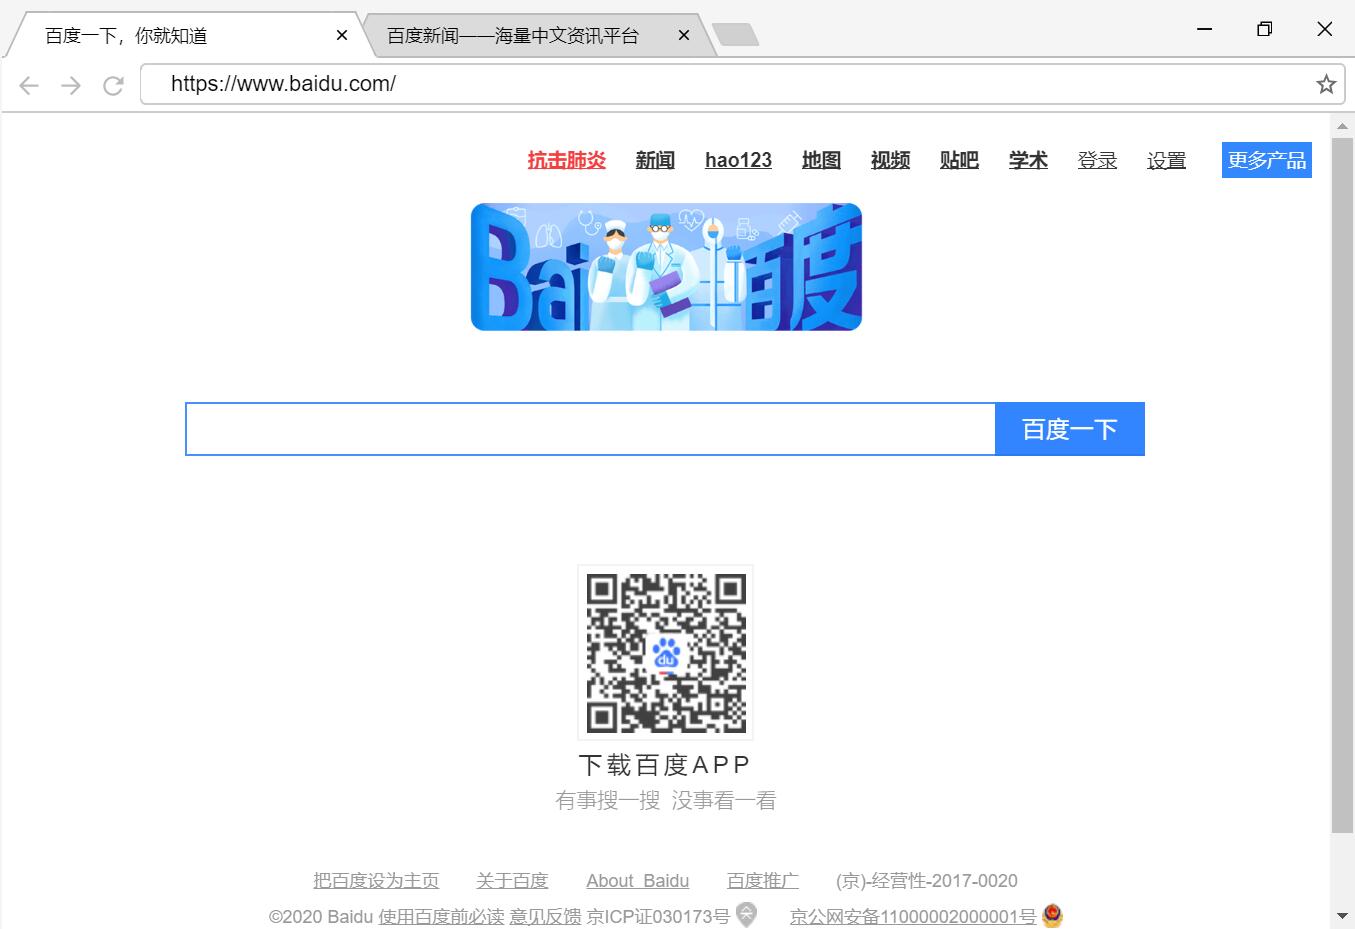 百度一下，你就知道
百度新闻——海量中文资讯平台
https://www.baidu.com/
抗击肺炎 新闻 hao123 地图 视频 贴吧 学术 登录 设置 更多产品
Bai 百度
百度一下
du
下载百度APP
有事搜一搜 没事看一看
把百度设为主页 关于百度 About Baidu 百度推广 (京)-经营性-2017-0020
©2020 Baidu 使用百度前必读 意见反馈 京ICP证030173号 京公网安备11000002000001号